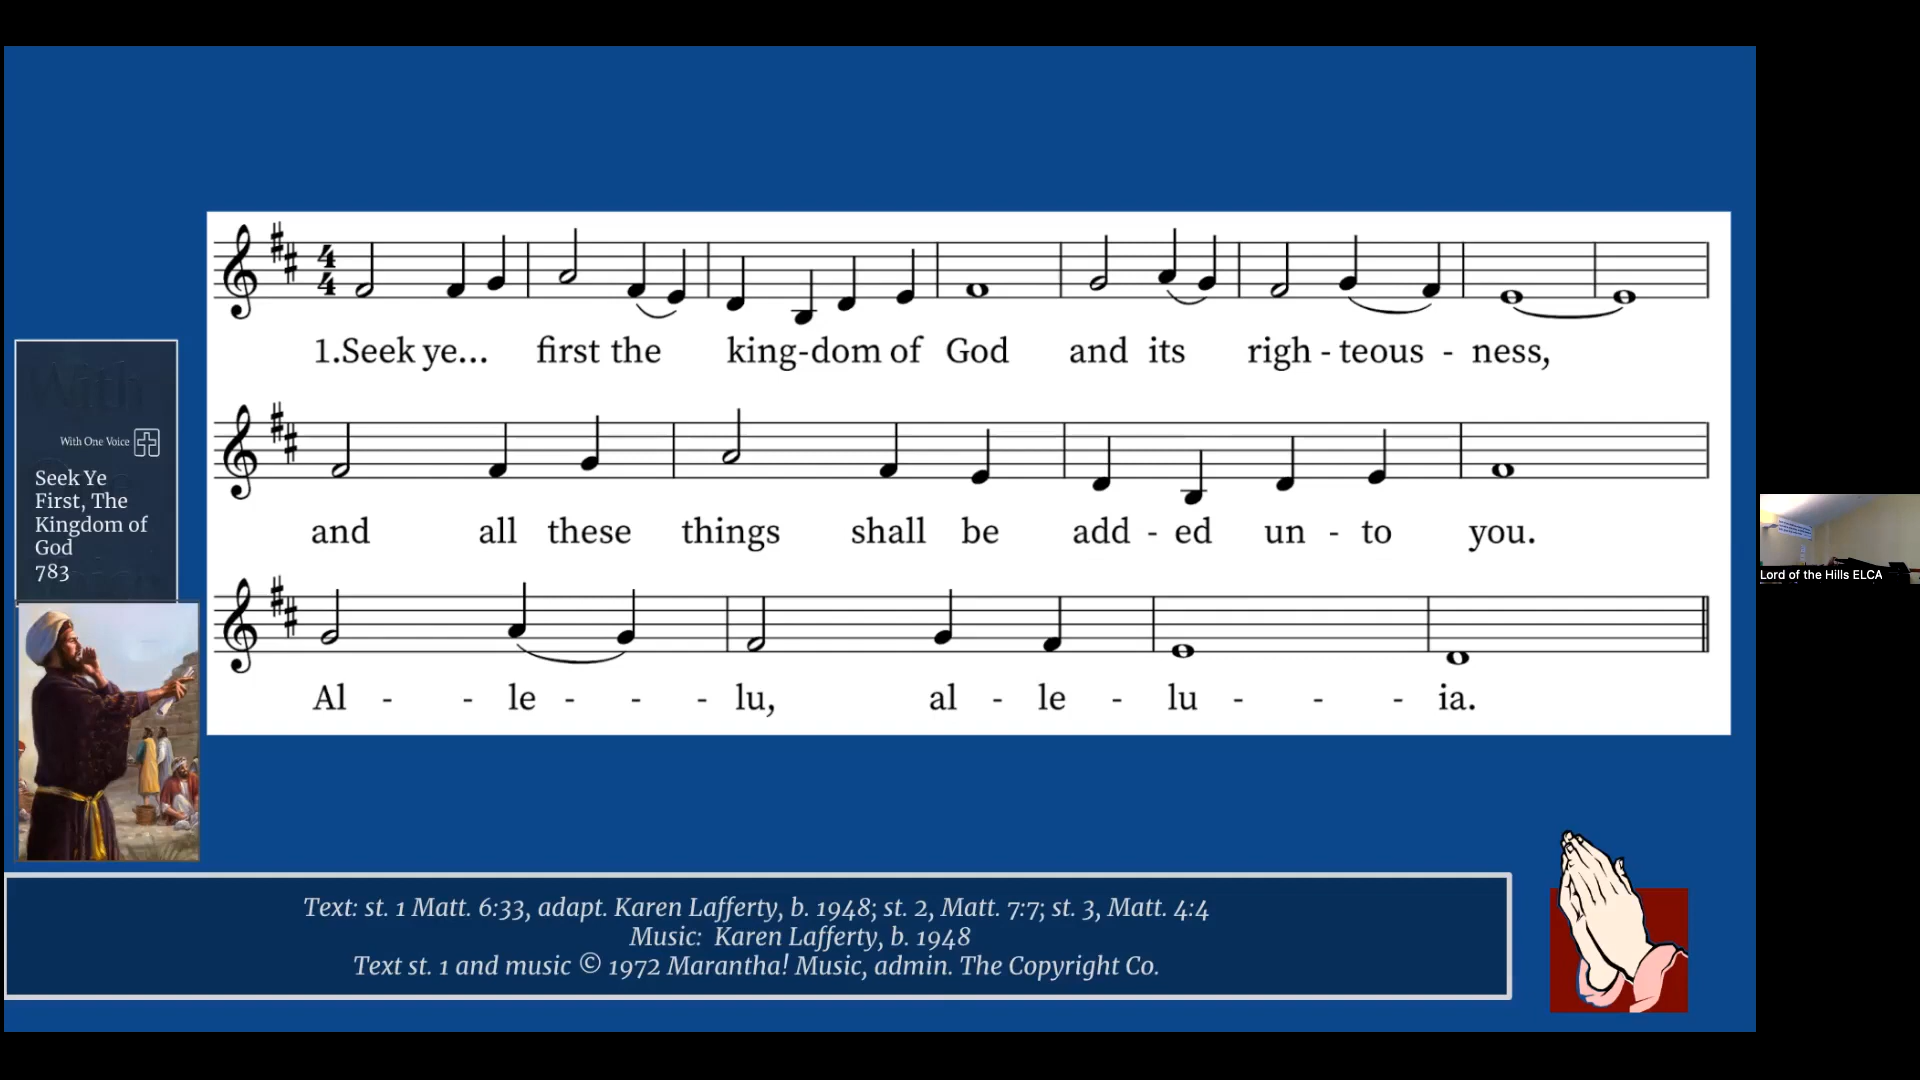 4
4
1.Seek ye... first the king-dom of God and its righ - teous - ness,
and all these things shall be add - ed un - to you.
Al - - le - - - lu, al - le - lu - - - ia.
With One Voice
Seek Ye
First, The
Kingdom of
God
783
Text: st. 1 Matt. 6:33, adapt. Karen Lafferty, b. 1948; st. 2, Matt. 7:7; st. 3, Matt. 4:4
Music: Karen Lafferty, b. 1948
Text st. 1 and music © 1972 Marantha! Music, admin. The Copyright Co.
Lord of the Hills ELCA